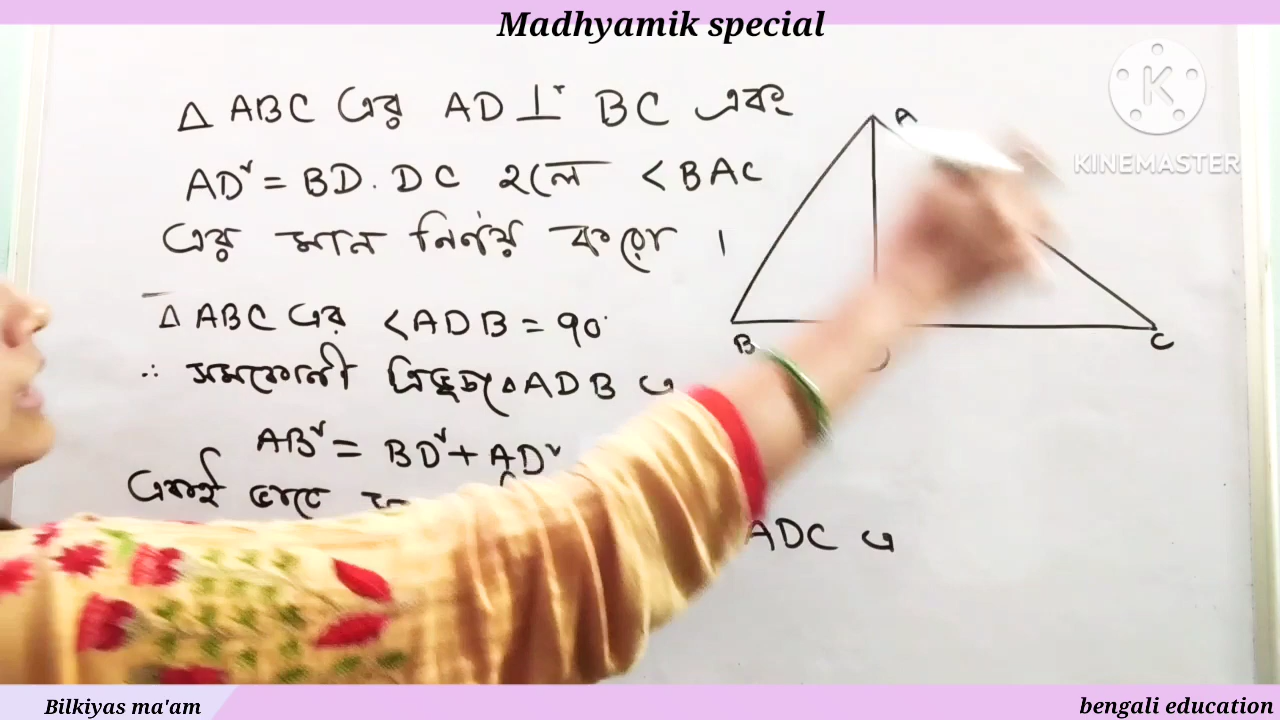 Madhyamik special
△ ABC এর AD ⊥ʳ BC এবং
AD² = BD . DC হলে < BAC
এর মান নির্ণয় করো ।
△ ABC এর < ADB = 90°
∴ সমকোণী ত্রিভুজ △ ADB এ
AB² = BD² + AD²
একই ভাবে
ADC এ
A
B
C
K
KINEMASTER
Bilkiyas ma'am
bengali education